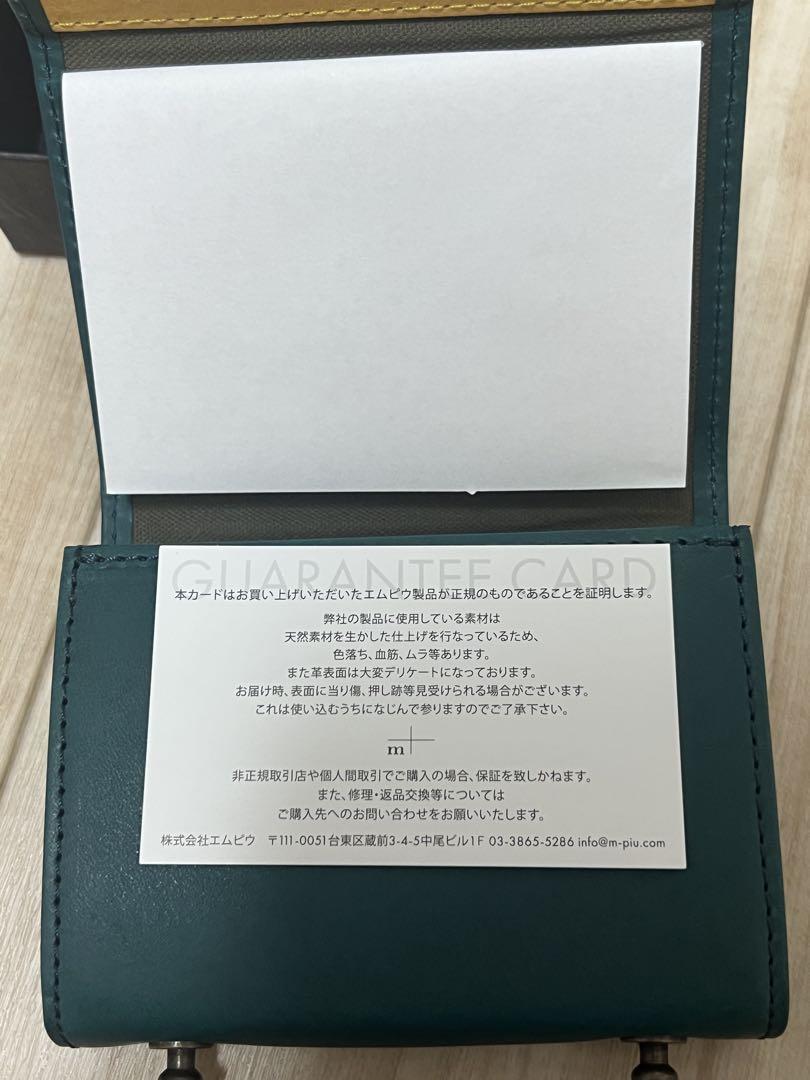 GUARANTEE CARD
本カードはお買い上げいただいたエムピウ製品が正規のものであることを証明します。
弊社の製品に使用している素材は
天然素材を生かした仕上げを行なっているため、
色落ち、血筋、ムラ等あります。
また革表面は大変デリケートになっております。
お届け時、表面に当り傷、押し跡等見受けられる場合がございます。
これは使い込むうちになじんで参りますのでご了承下さい。
m+
非正規取引店や個人間取引でご購入の場合、保証を致しかねます。
また、修理・返品交換等については
ご購入先へのお問い合わせをお願いいたします。
株式会社エムピウ 〒111-0051台東区蔵前3-4-5中尾ビル1F 03-3865-5286 info@m-piu.com